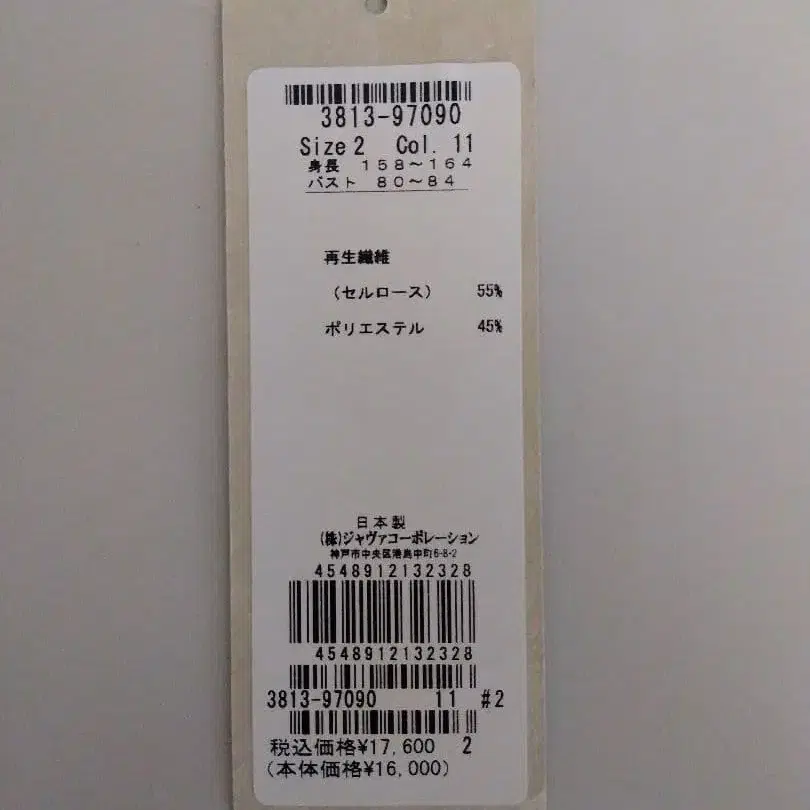 3813-97090
Size 2 Col. 11
身長 158~164
バスト 80~84
再生繊維
(セルロース) 55%
ポリエステル 45%
日本製
(株)ジャヴァコーポレーション
神戸市中央区港島中町6-8-2
4548912132328
4548912132328
3813-97090 11 #2
税込価格¥17,600 2
(本体価格¥16,000)